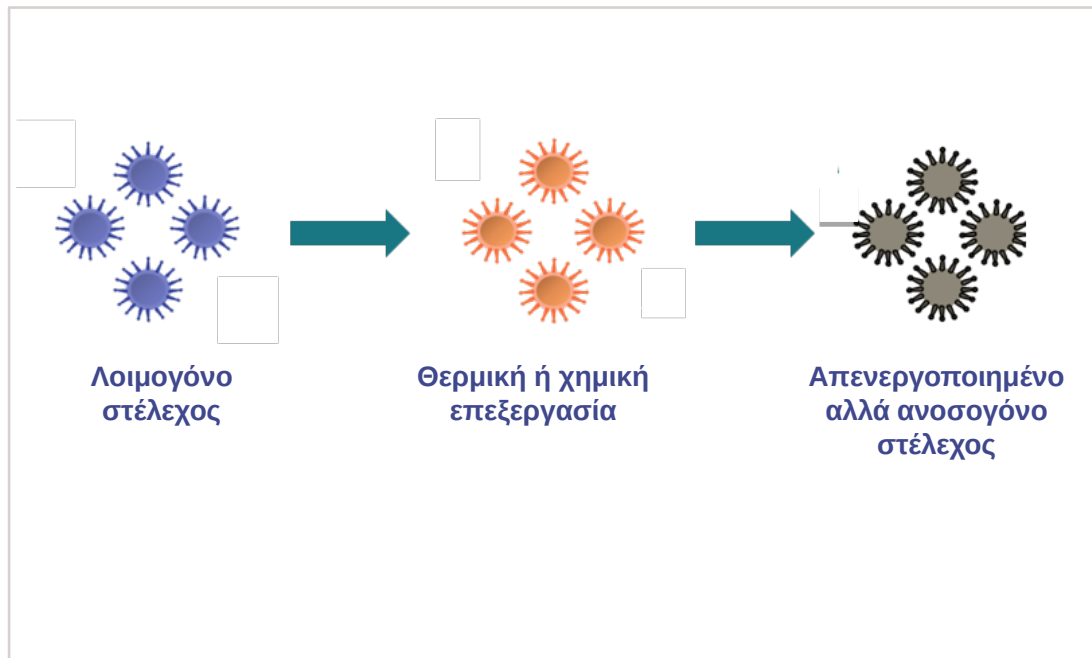 Λοιμογόνο
στέλεχος
Θερμική ή χημική
επεξεργασία
Απενεργοποιημένο
αλλά ανοσογόνο
στέλεχος